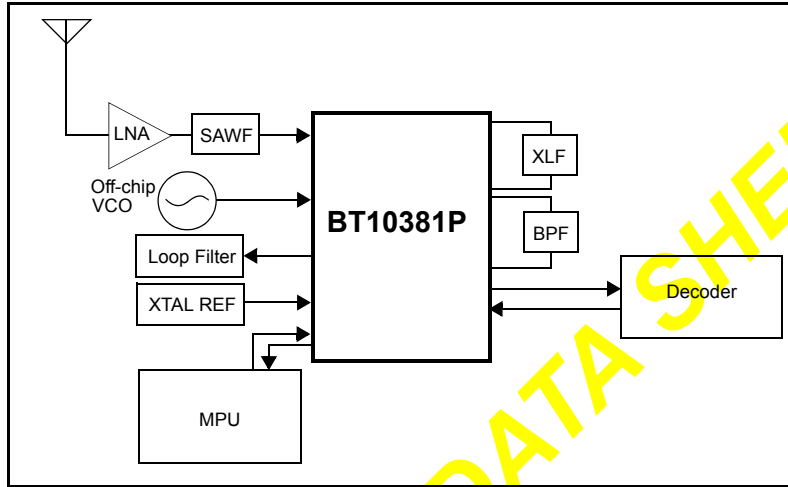 LNA
SAWF
XLF
Off-chip
VCO
BT10381P
BPF
Loop Filter
Decoder
XTAL REF
MPU
DATA SHE